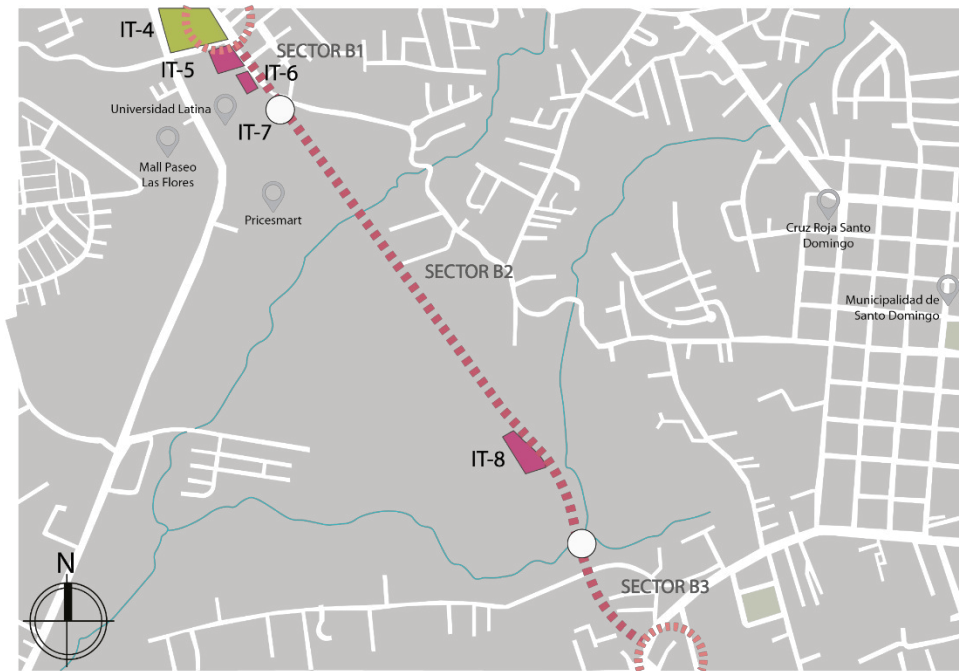 IT-4
SECTOR B1
IT-5
IT-6
Universidad Latina
IT-7
Mall Paseo
Las Flores
Pricesmart
Cruz Roja Santo
Domingo
SECTOR B2
Municipalidad de
Santo Domingo
IT-8
N
SECTOR B3